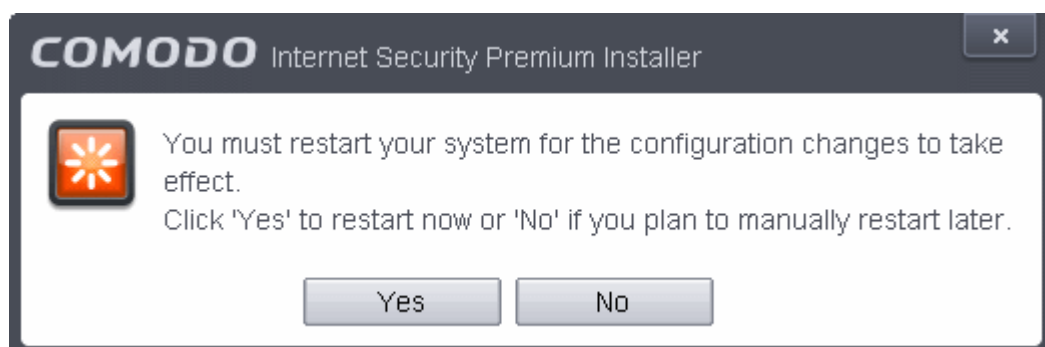 COMODO Internet Security Premium Installer
You must restart your system for the configuration changes to take
effect.
Click 'Yes' to restart now or 'No' if you plan to manually restart later.
Yes No